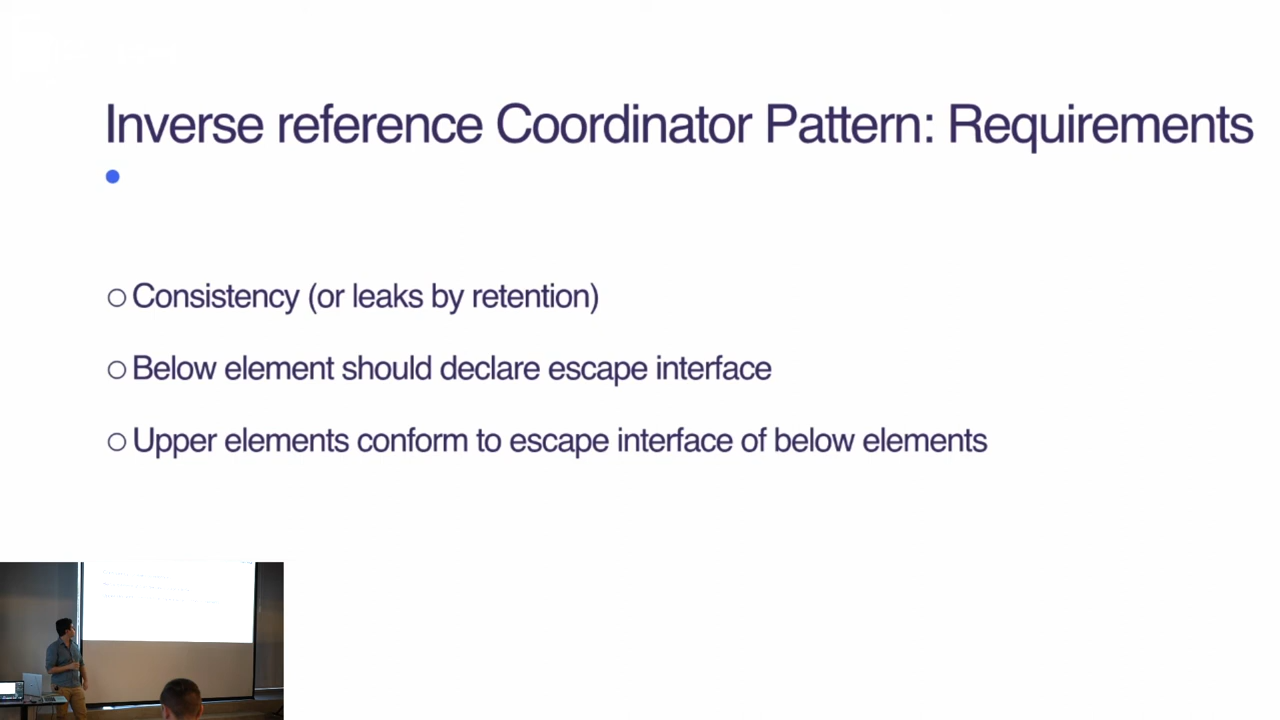 Inverse reference Coordinator Pattern: Requirements
Consistency (or leaks by retention)
Below element should declare escape interface
Upper elements conform to escape interface of below elements